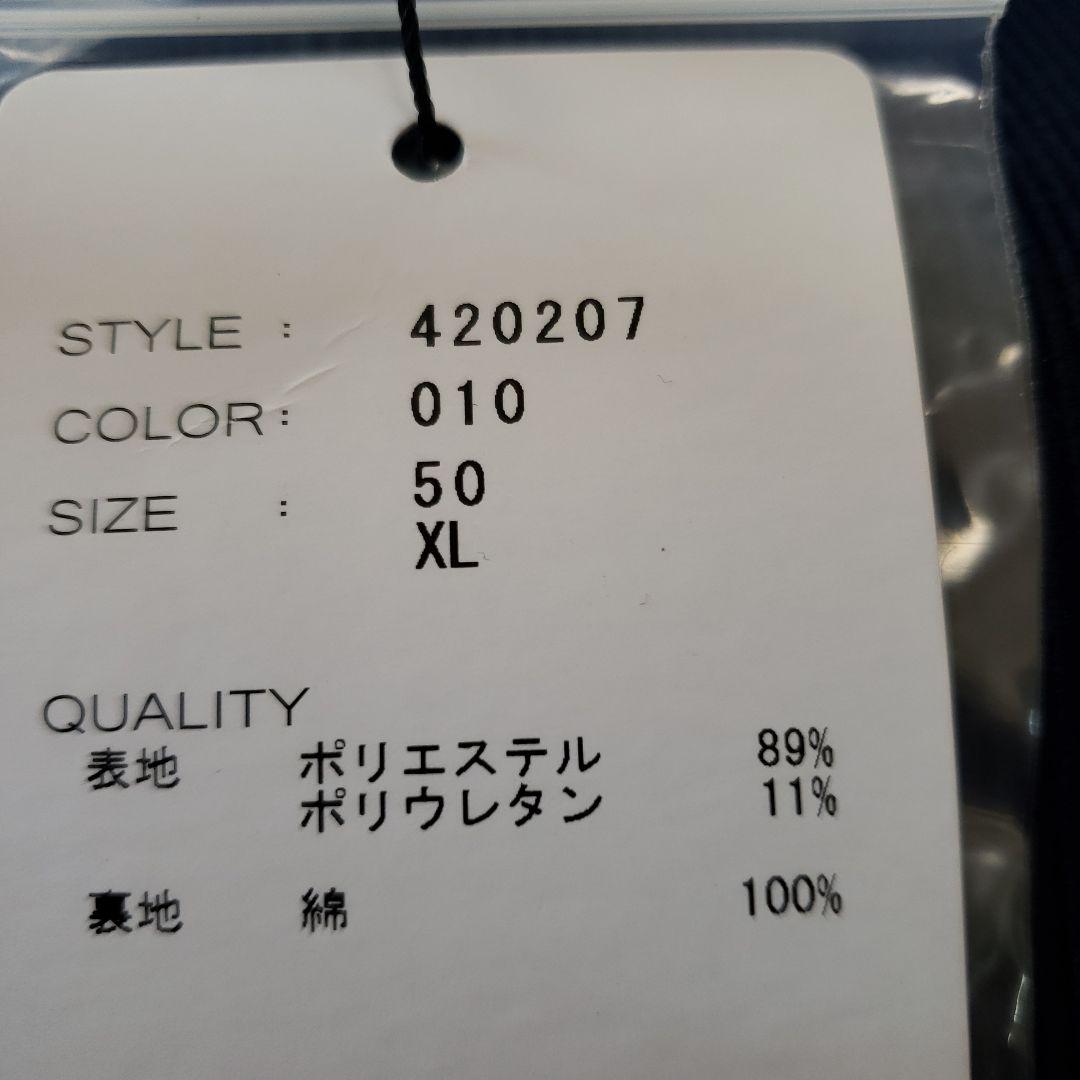 STYLE : 420207
COLOR: 010
SIZE : 50
XL
QUALITY
表地 ポリエステル 89%
ポリウレタン 11%
裏地 綿 100%